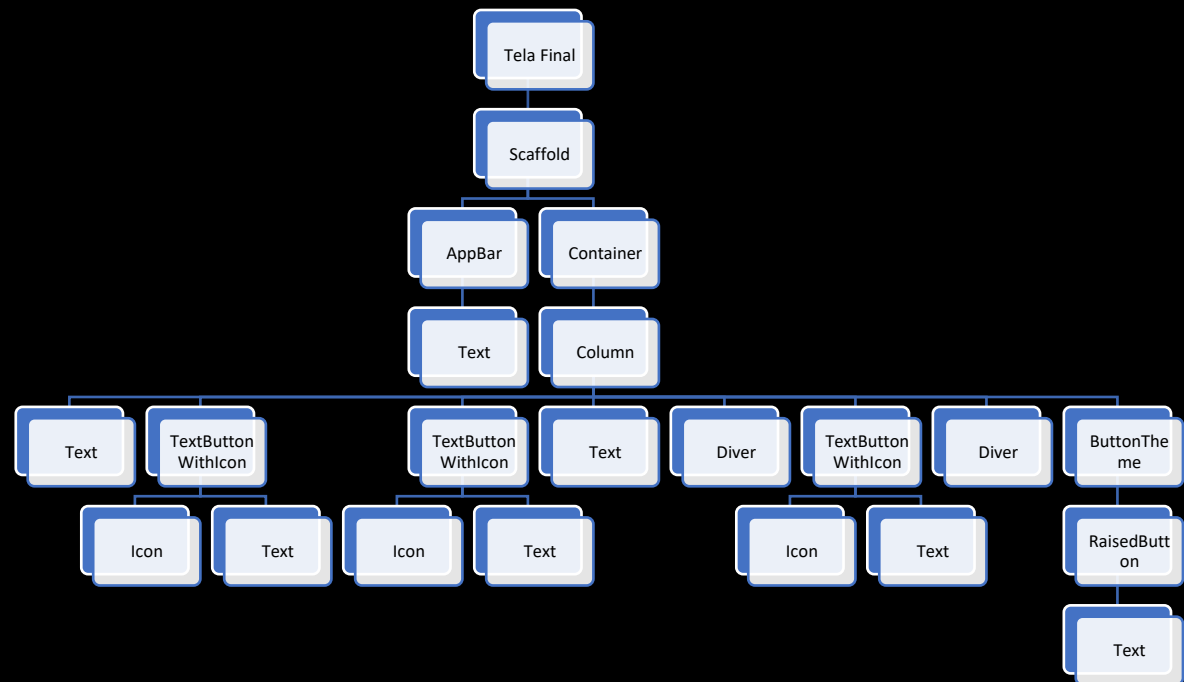 Tela Final
Scaffold
AppBar
Container
Text
Column
Text
TextButton
WithIcon
TextButton
WithIcon
Text
Diver
TextButton
WithIcon
Diver
ButtonThe
me
Icon
Text
Icon
Text
Icon
Text
RaisedButt
on
Text